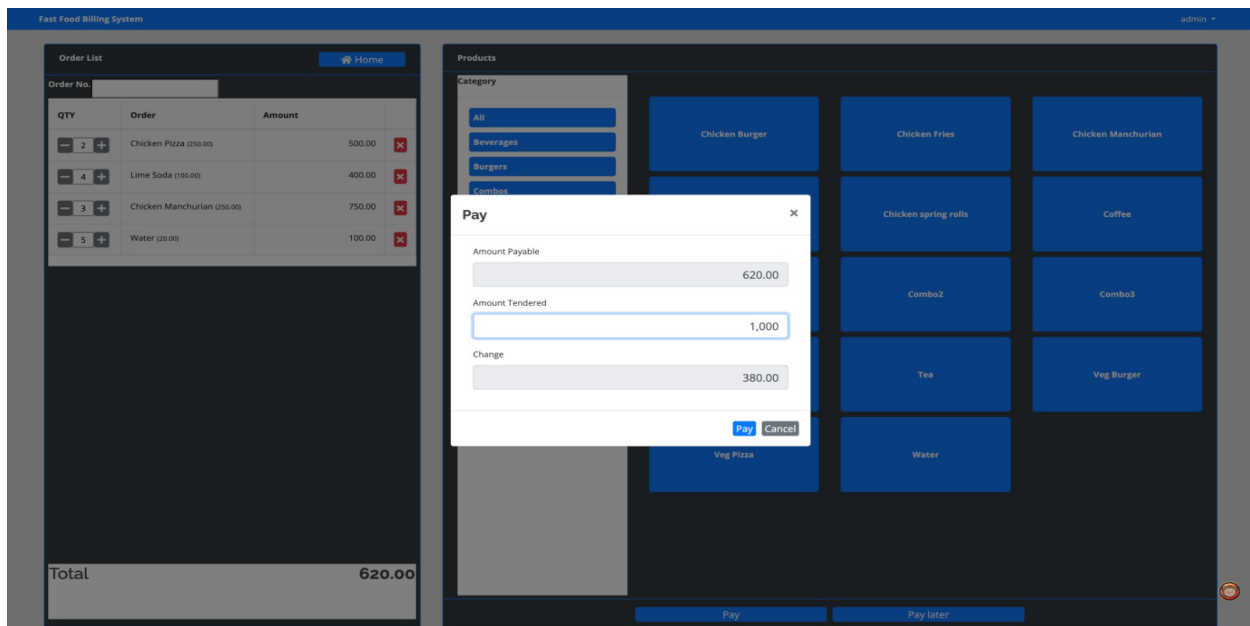 Fast Food Billing System
admin
Order List
Home
Order No.
QTY Order Amount
2 Chicken Pizza (250.00) 500.00
4 Lime Soda (100.00) 400.00
3 Chicken Manchurian (250.00) 750.00
5 Water (20.00) 100.00
Total 620.00
Products
Category
All
Beverages
Burgers
Combos
Chicken Burger Chicken Fries Chicken Manchurian
Chicken spring rolls Coffee
Combo2 Combo3
Tea Veg Burger
Veg Pizza Water
Pay ×
Amount Payable
620.00
Amount Tendered
1,000
Change
380.00
Pay Cancel
Pay Pay later